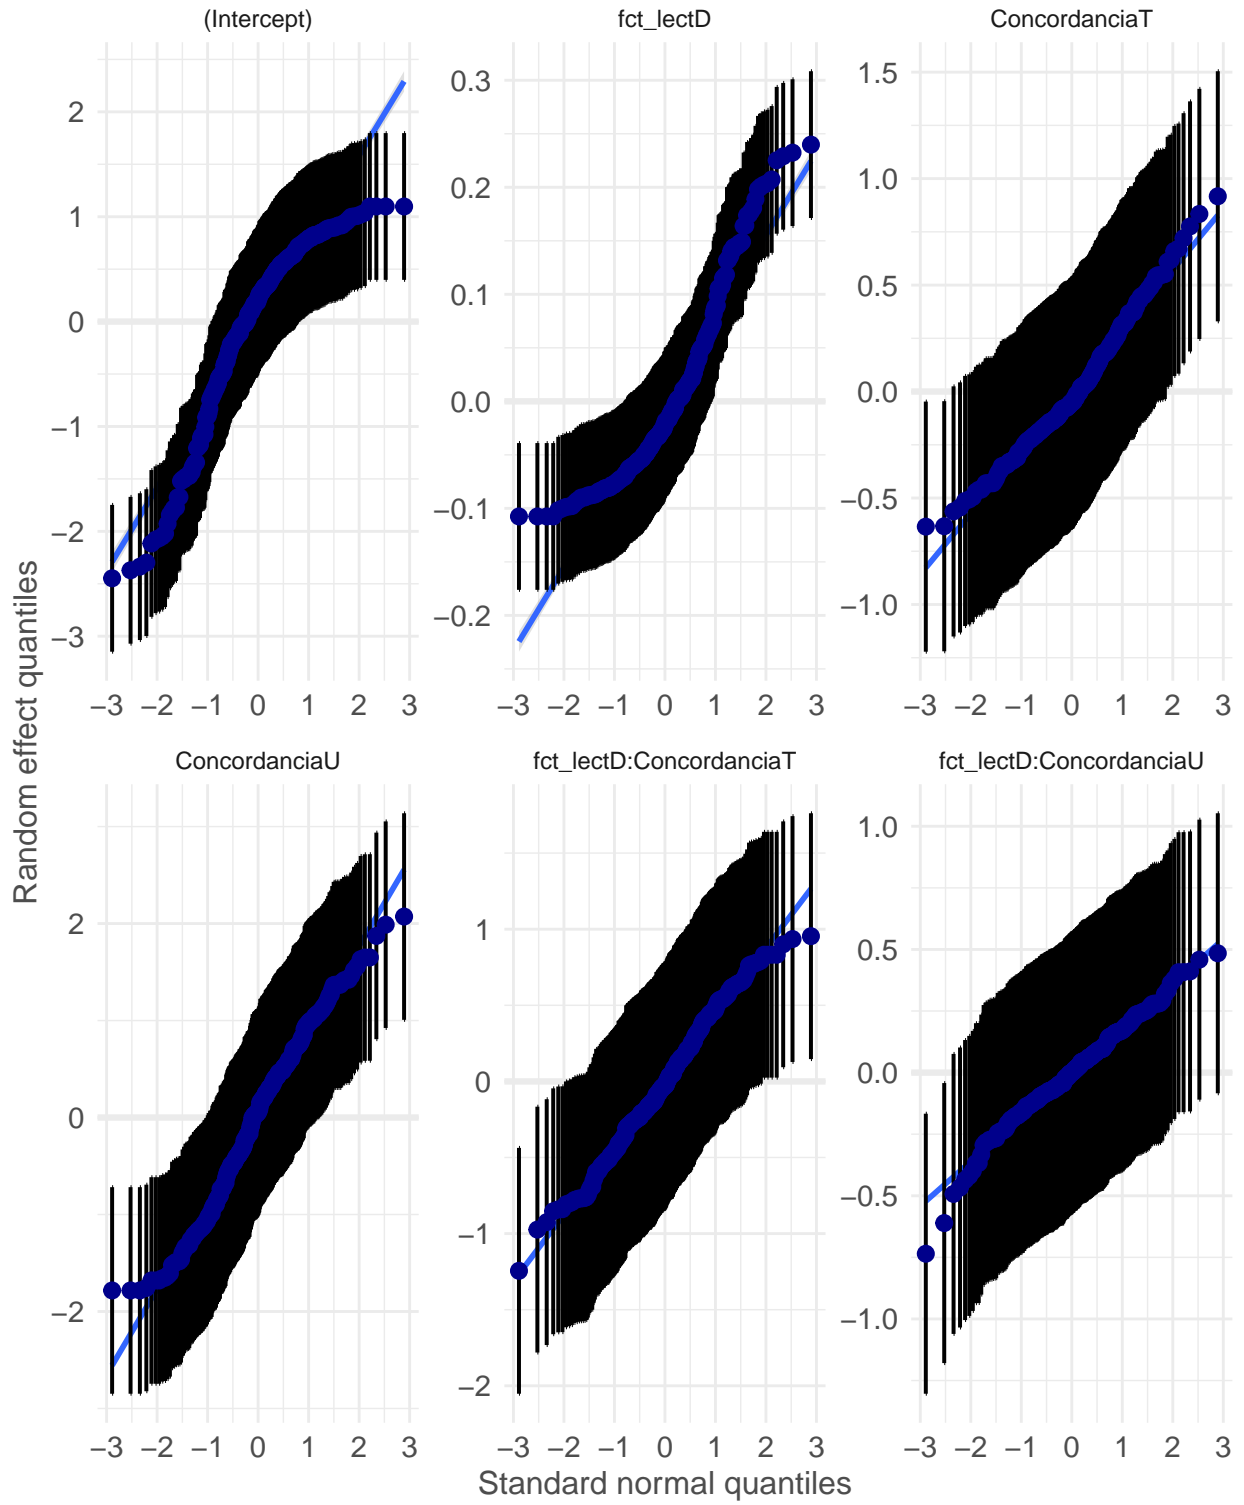 (Intercept) fct_lectD ConcordanciaT
2 0.3 1.5
1 0.2 1.0
0 0.1 0.5
−1 0.0 0.0
−2 −0.1 −0.5
−3 −0.2 −1.0
−3 −2 −1 0 1 2 3 −3 −2 −1 0 1 2 3 −3 −2 −1 0 1 2 3
Random effect quantiles
ConcordanciaU fct_lectD:ConcordanciaT fct_lectD:ConcordanciaU
2 1 1.0
0 0 0.5
−2 −1 0.0
−2 −0.5
−1.0
−3 −2 −1 0 1 2 3 −3 −2 −1 0 1 2 3 −3 −2 −1 0 1 2 3
Standard normal quantiles